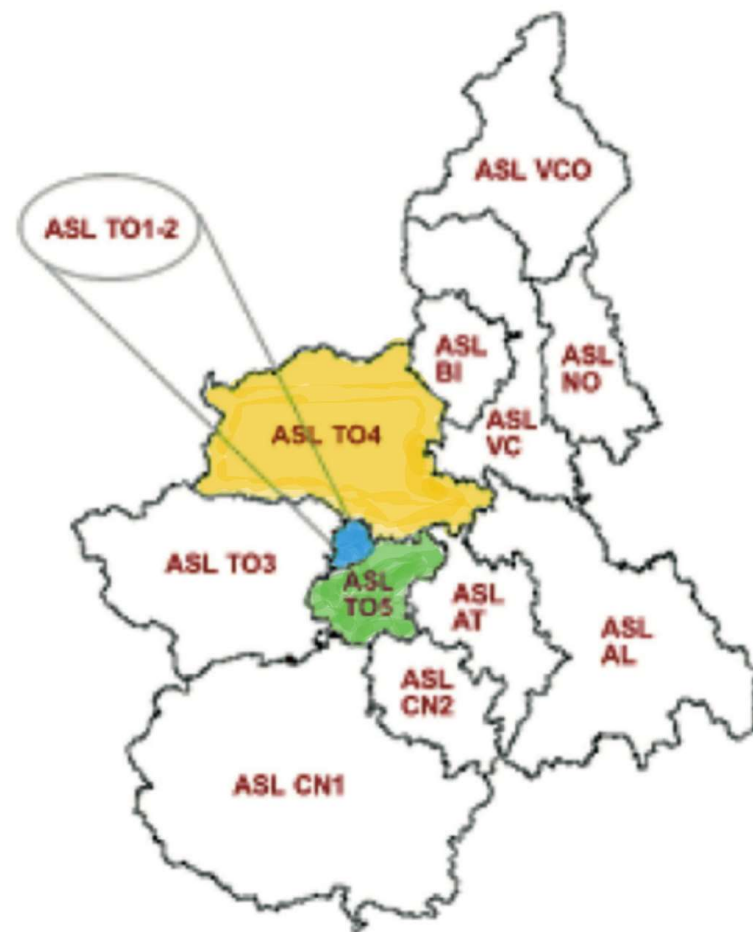 ASL VCO
ASL TO1-2
ASL
BI
ASL
NO
ASL TO4
ASL
VC
ASL TO3
ASL
TO5
ASL
AT
ASL
AL
ASL
CN2
ASL CN1